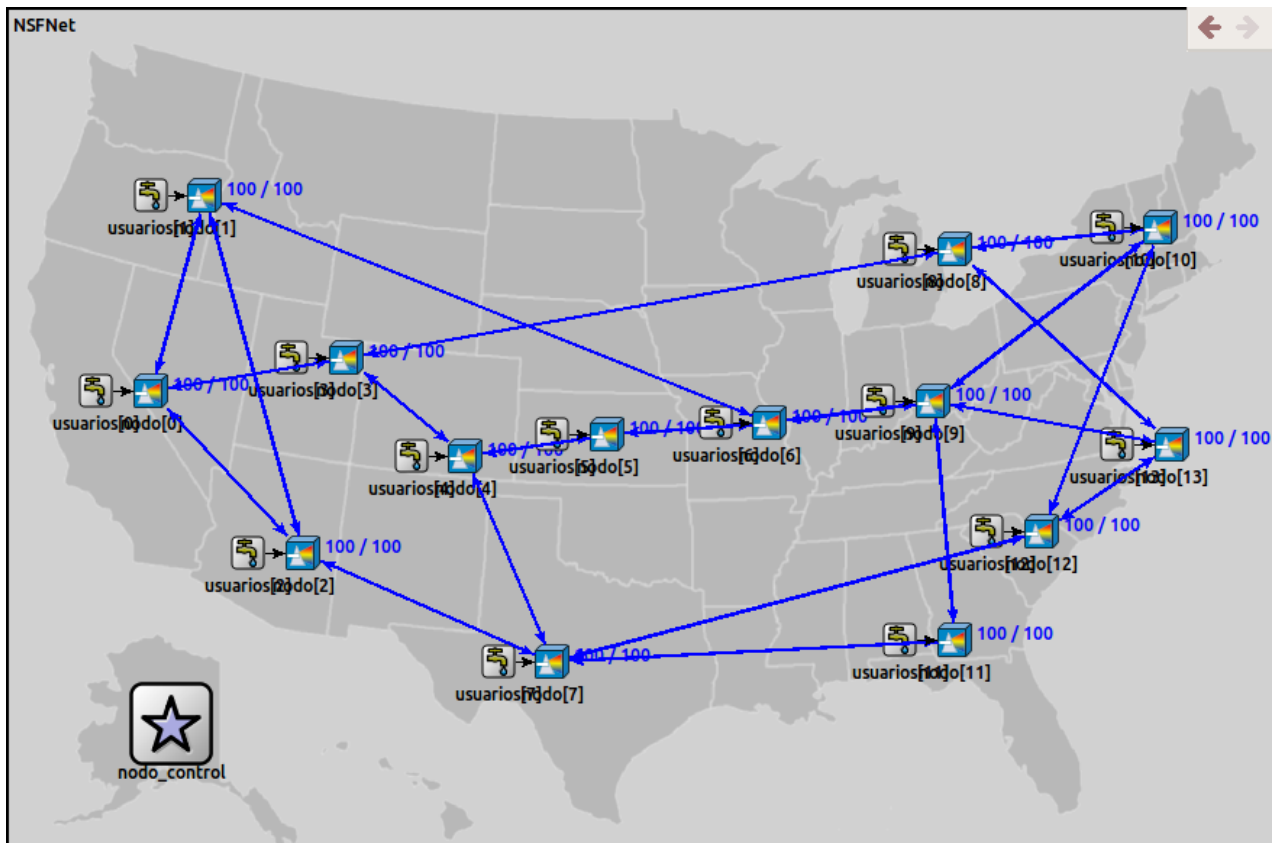 NSFNet
100 / 100
usuarios[1]nodo[1]
100 / 100
usuarios[10]nodo[10]
100 / 100
usuarios[8]nodo[8]
100 / 100
usuarios[3]nodo[3]
100 / 100
usuarios[0]nodo[0]
100 / 100
usuarios[9]nodo[9]
100 / 100
usuarios[6]nodo[6]
100 / 100
usuarios[5]nodo[5]
100 / 100
usuarios[4]nodo[4]
100 / 100
usuarios[13]nodo[13]
100 / 100
usuarios[12]nodo[12]
100 / 100
usuarios[2]nodo[2]
100 / 100
usuarios[11]nodo[11]
100 / 100
usuarios[7]nodo[7]
nodo_control